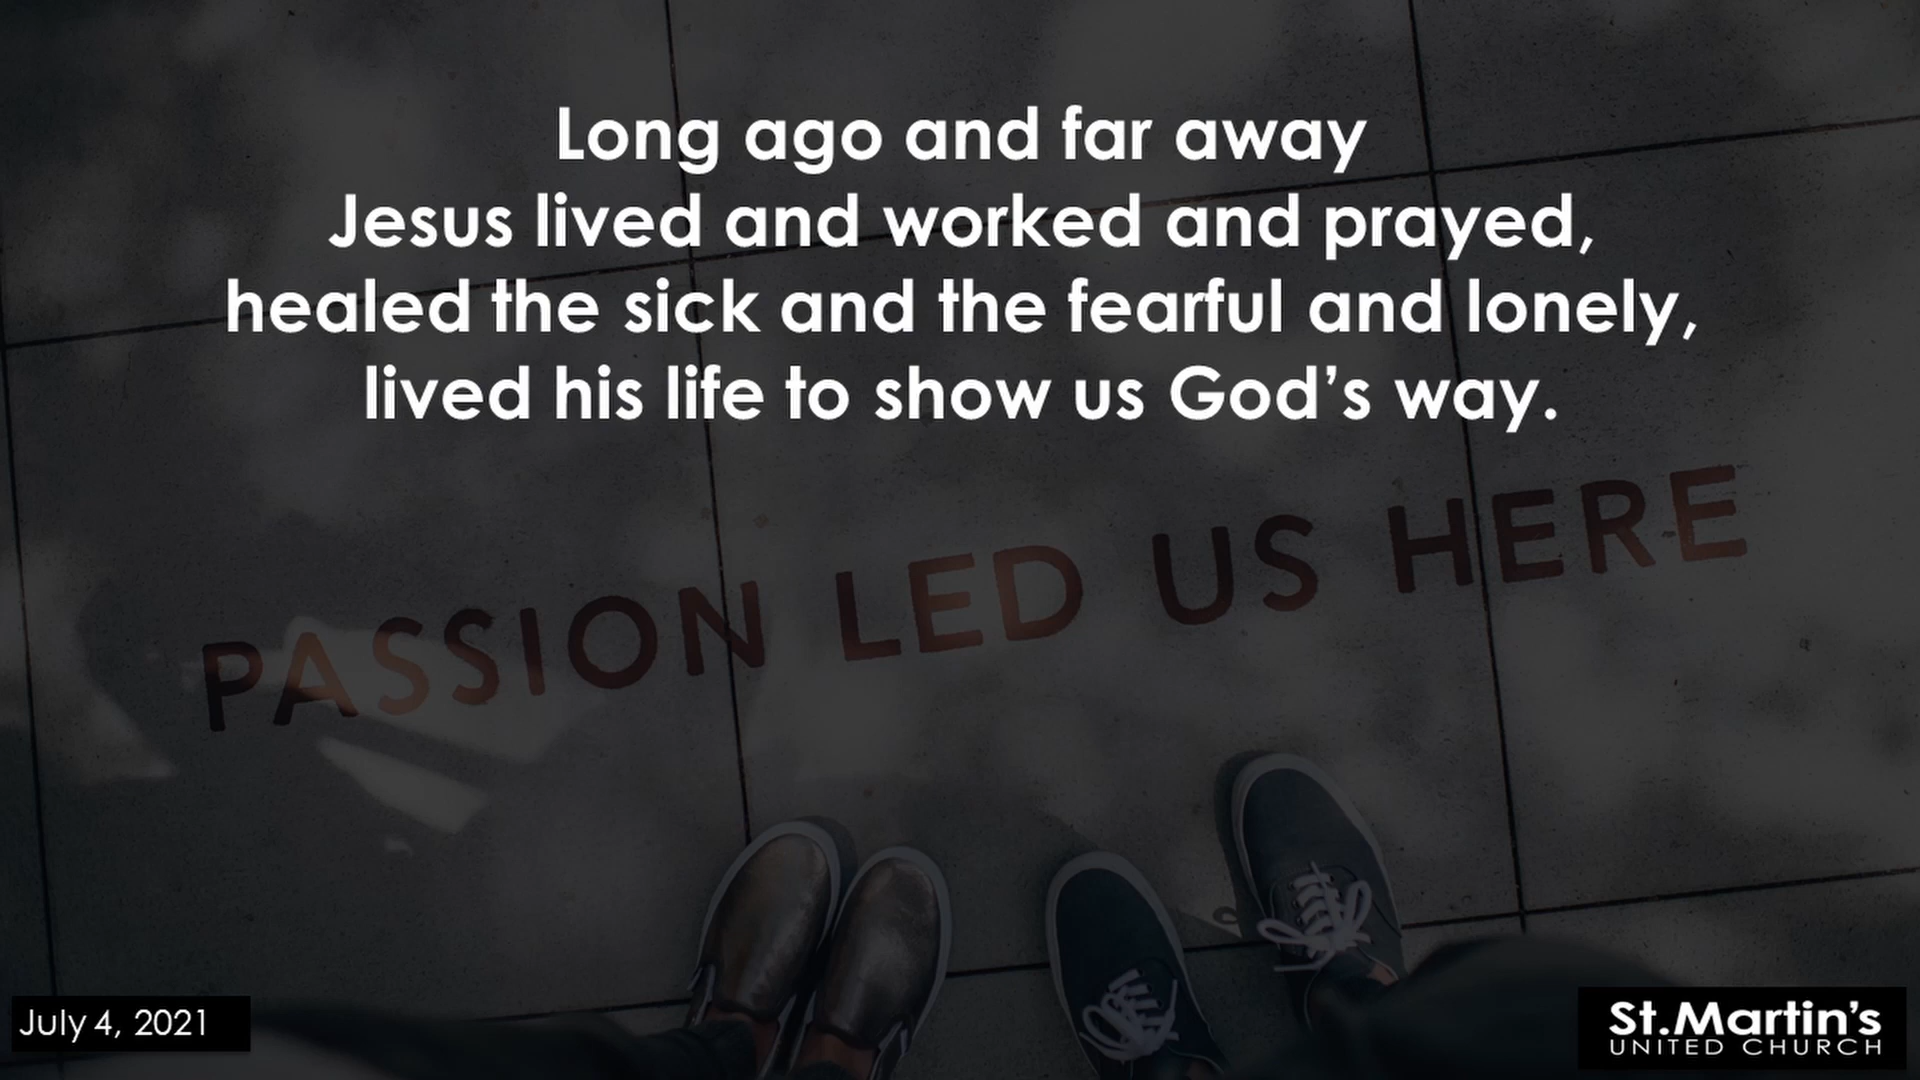 Long ago and far away
Jesus lived and worked and prayed,
healed the sick and the fearful and lonely,
lived his life to show us God’s way.
PASSION LED US HERE
July 4, 2021
St.Martin’s
UNITED CHURCH